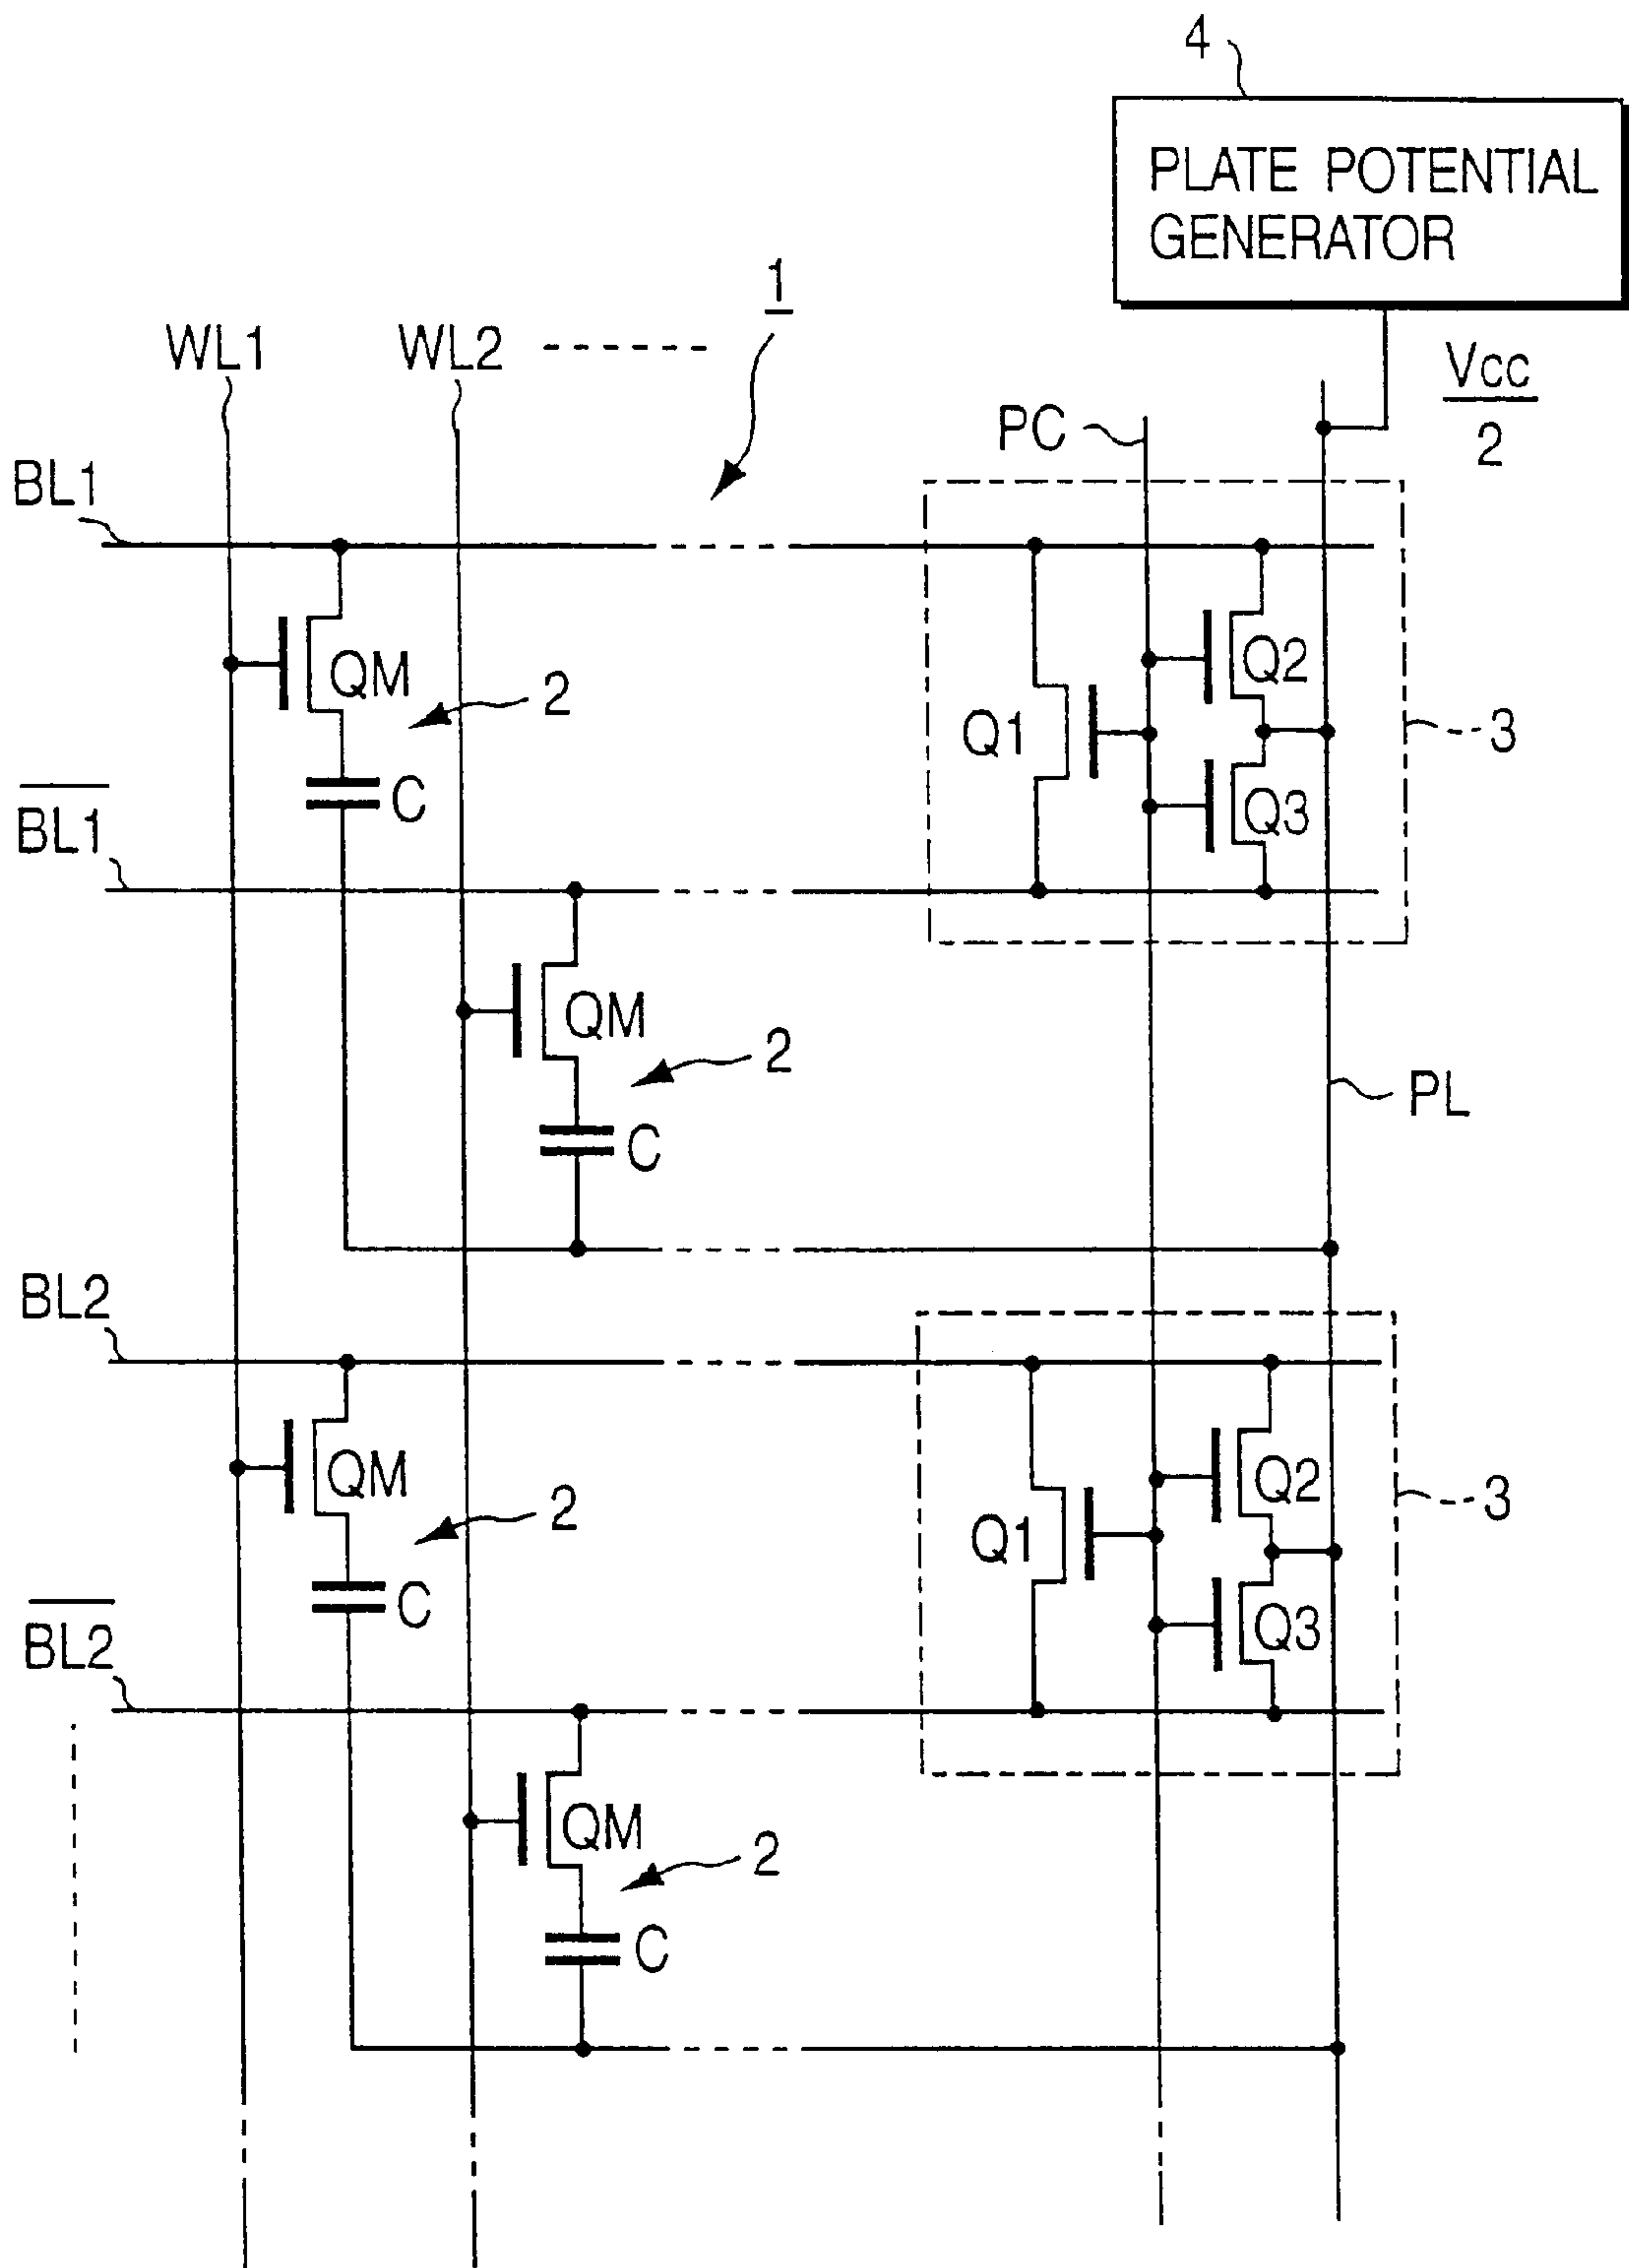 4
PLATE POTENTIAL
GENERATOR
1
WL1
WL2
Vcc
2
PC
BL1
QM
2
Q2
Q1
3
C
Q3
BL1
QM
2
PL
C
BL2
QM
Q2
2
3
Q1
C
Q3
BL2
QM
2
C